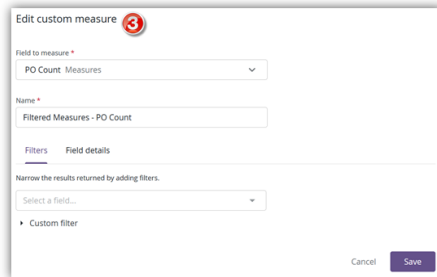 Edit custom measure 3
Field to measure *
PO Count Measures
Name *
Filtered Measures - PO Count
Filters Field details
Narrow the results returned by adding filters.
Select a field...
Custom filter
Cancel Save